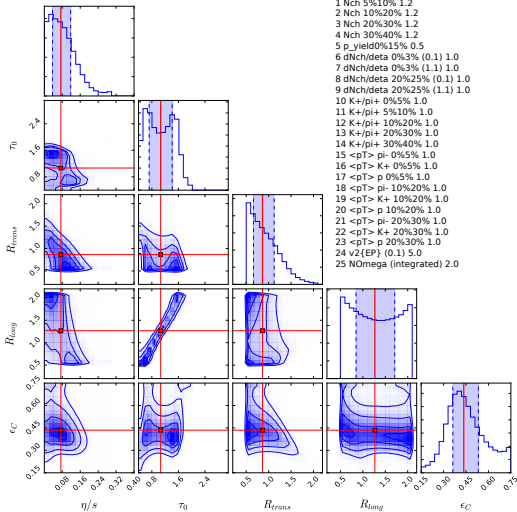 1 Nch 5%10% 1.2
2 Nch 10%20% 1.2
3 Nch 20%30% 1.2
4 Nch 30%40% 1.2
5 p_yield0%15% 0.5
6 dNch/deta 0%3% (0.1) 1.0
7 dNch/deta 0%3% (1.1) 1.0
8 dNch/deta 20%25% (0.1) 1.0
9 dNch/deta 20%25% (1.1) 1.0
10 K+/pi+ 0%5% 1.0
11 K+/pi+ 5%10% 1.0
12 K+/pi+ 10%20% 1.0
13 K+/pi+ 20%30% 1.0
14 K+/pi+ 30%40% 1.0
15 <pT> pi- 0%5% 1.0
16 <pT> K+ 0%5% 1.0
17 <pT> p 0%5% 1.0
18 <pT> pi- 10%20% 1.0
19 <pT> K+ 10%20% 1.0
20 <pT> p 10%20% 1.0
21 <pT> pi- 20%30% 1.0
22 <pT> K+ 20%30% 1.0
23 <pT> p 20%30% 1.0
24 v2{EP} (0.1) 5.0
25 NOmega (integrated) 2.0
τ0
2.4
1.6
0.8
Rtrans
2.0
1.5
1.0
0.5
Rlong
2.0
1.5
1.0
0.5
ϵC
0.75
0.60
0.45
0.30
0.15
0.08 0.16 0.24 0.32 0.40
0.8 1.6 2.4
0.5 1.0 1.5 2.0
0.5 1.0 1.5 2.0
0.15 0.30 0.45 0.60 0.75
η/s τ0 Rtrans Rlong ϵC